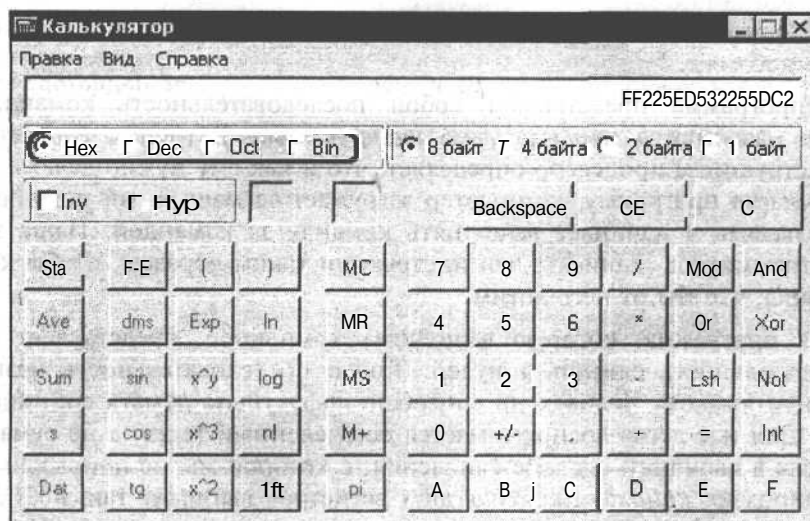 Калькулятор
Правка Вид Справка
FF225ED532255DC2
Hex Г Dec Г Oct Г Bin 8 байт Т 4 байта 2 байта Г 1 байт
Inv Г Hyp Backspace CE C
Sta F-E ( ) MC 7 8 9 / Mod And
Ave dms Exp ln MR 4 5 6 * Or Xor
Sum sin x^y log MS 1 2 3 - Lsh Not
s cos x^3 n! M+ 0 +/- + = Int
Dat tg x^2 1ft pi A B j C D E F